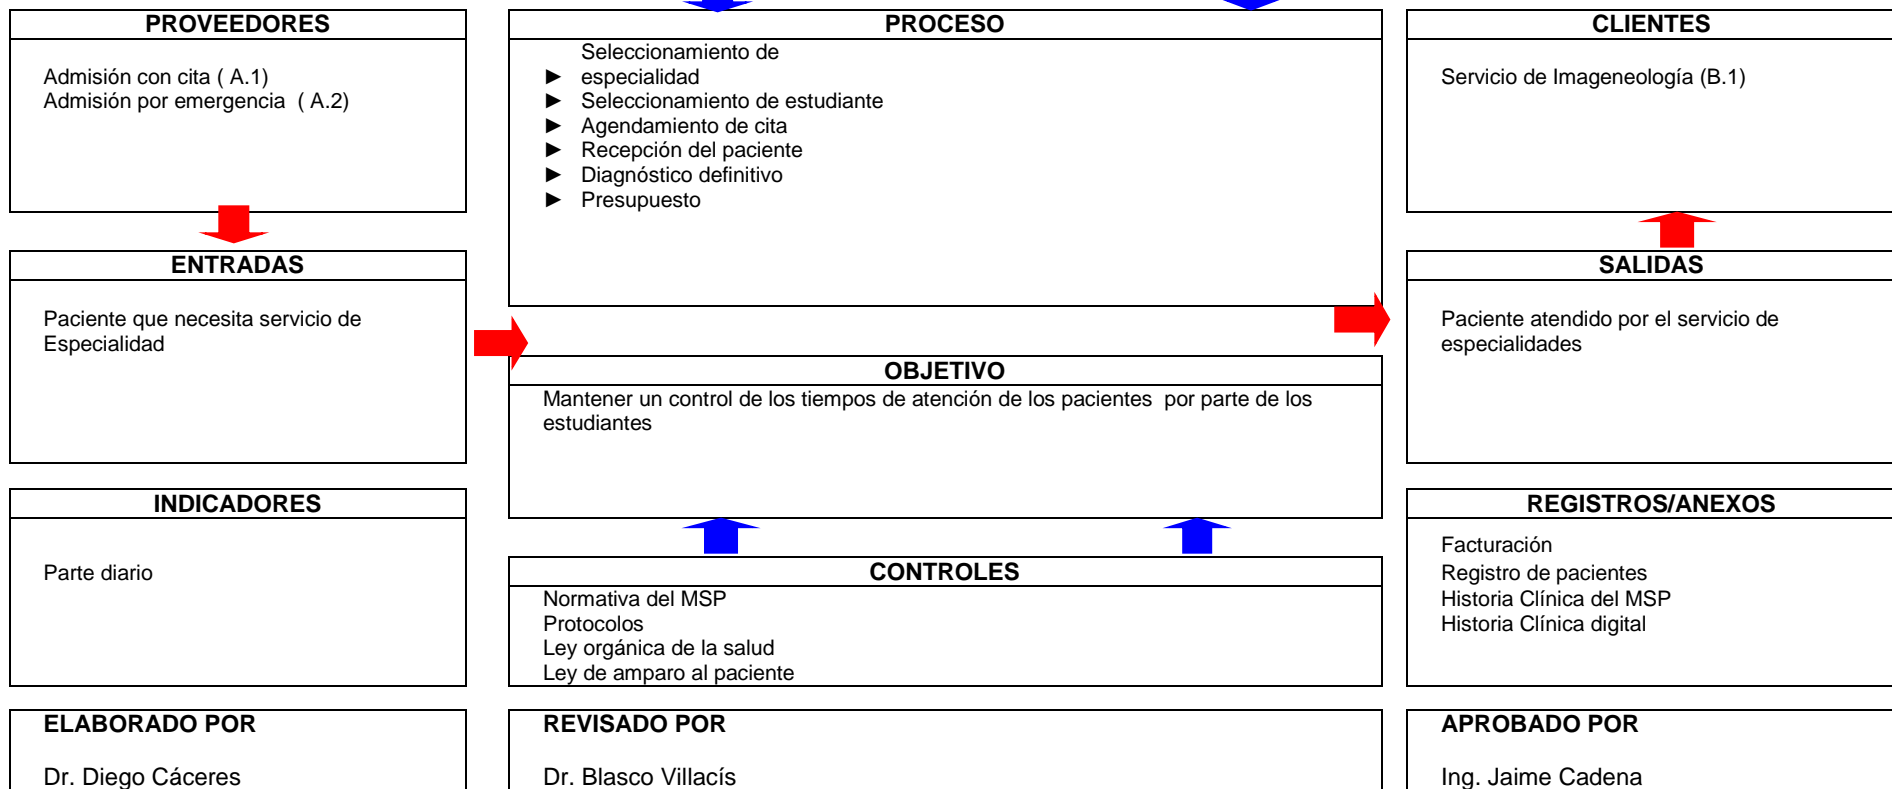 PROVEEDORES
Admisión con cita ( A.1)
Admisión por emergencia  ( A.2)
PROCESO
Seleccionamiento de
► especialidad
► Seleccionamiento de estudiante
► Agendamiento de cita
► Recepción del paciente
► Diagnóstico definitivo
► Presupuesto
CLIENTES
Servicio de Imageneología (B.1)
ENTRADAS
Paciente que necesita servicio de
Especialidad
OBJETIVO
Mantener un control de los tiempos de atención de los pacientes  por parte de los
estudiantes
SALIDAS
Paciente atendido por el servicio de
especialidades
INDICADORES
Parte diario
CONTROLES
Normativa del MSP
Protocolos
Ley orgánica de la salud
Ley de amparo al paciente
REGISTROS/ANEXOS
Facturación
Registro de pacientes
Historia Clínica del MSP
Historia Clínica digital
ELABORADO POR
Dr. Diego Cáceres
REVISADO POR
Dr. Blasco Villacís
APROBADO POR
Ing. Jaime Cadena